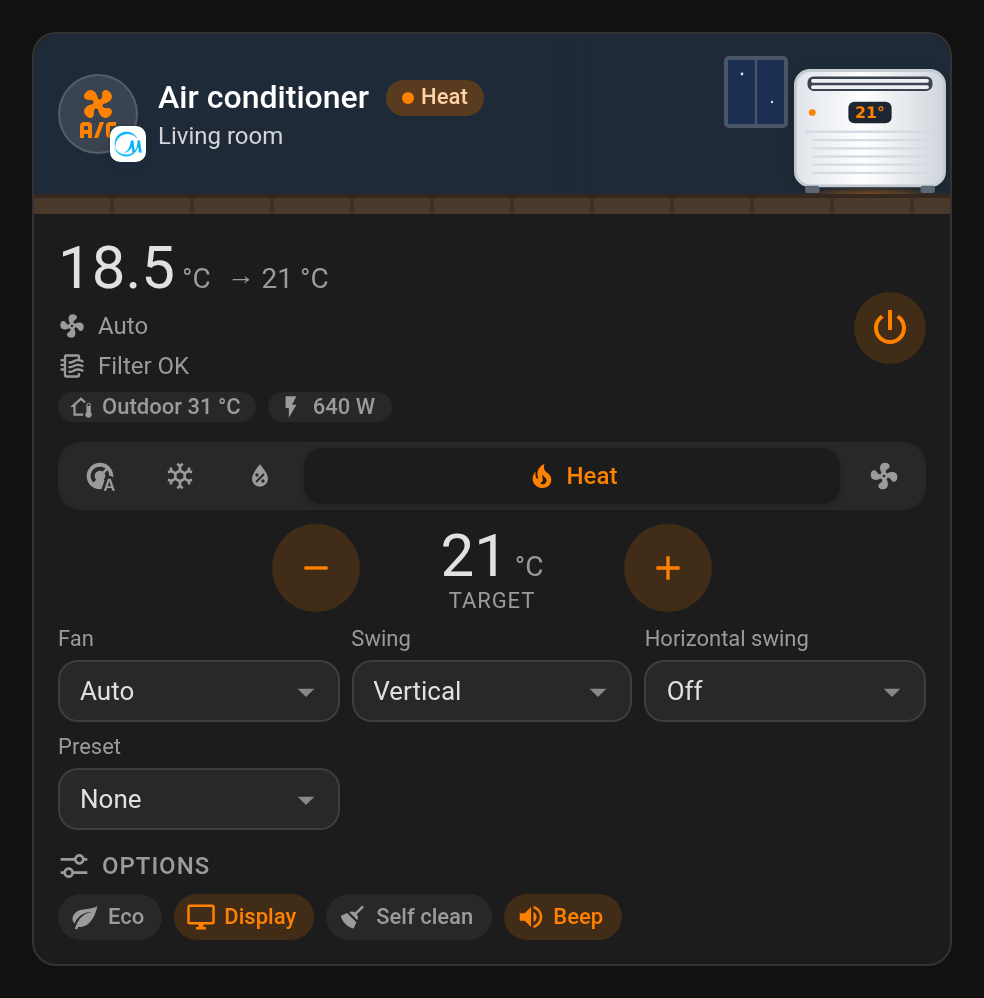 Air conditioner
Heat
Living room
A/C
21°
18.5 °C → 21 °C
Auto
Filter OK
Outdoor 31 °C
640 W
A
Heat
21 °C
TARGET
Fan
Swing
Horizontal swing
Auto
Vertical
Off
Preset
None
OPTIONS
Eco
Display
Self clean
Beep